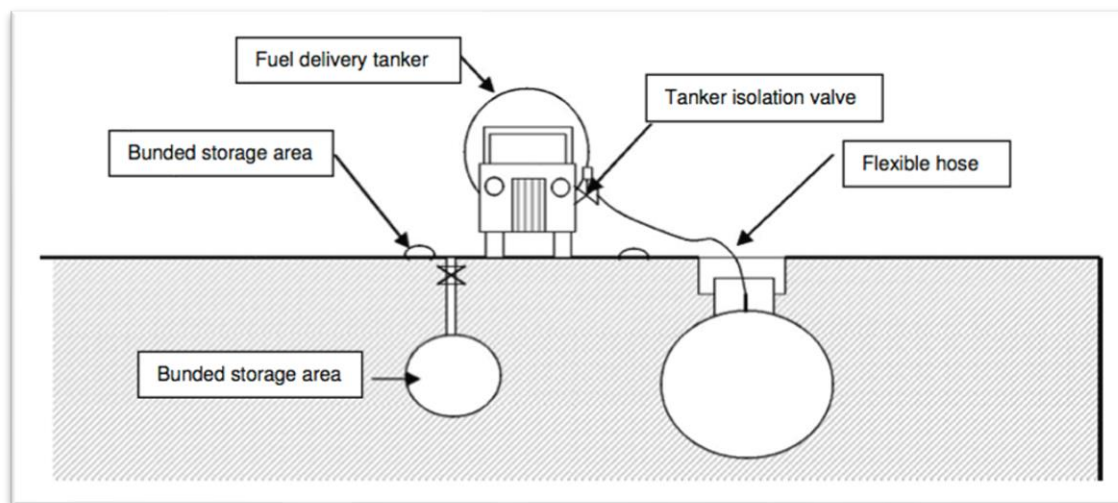 Fuel delivery tanker
Tanker isolation valve
Bunded storage area
Flexible hose
Bunded storage area